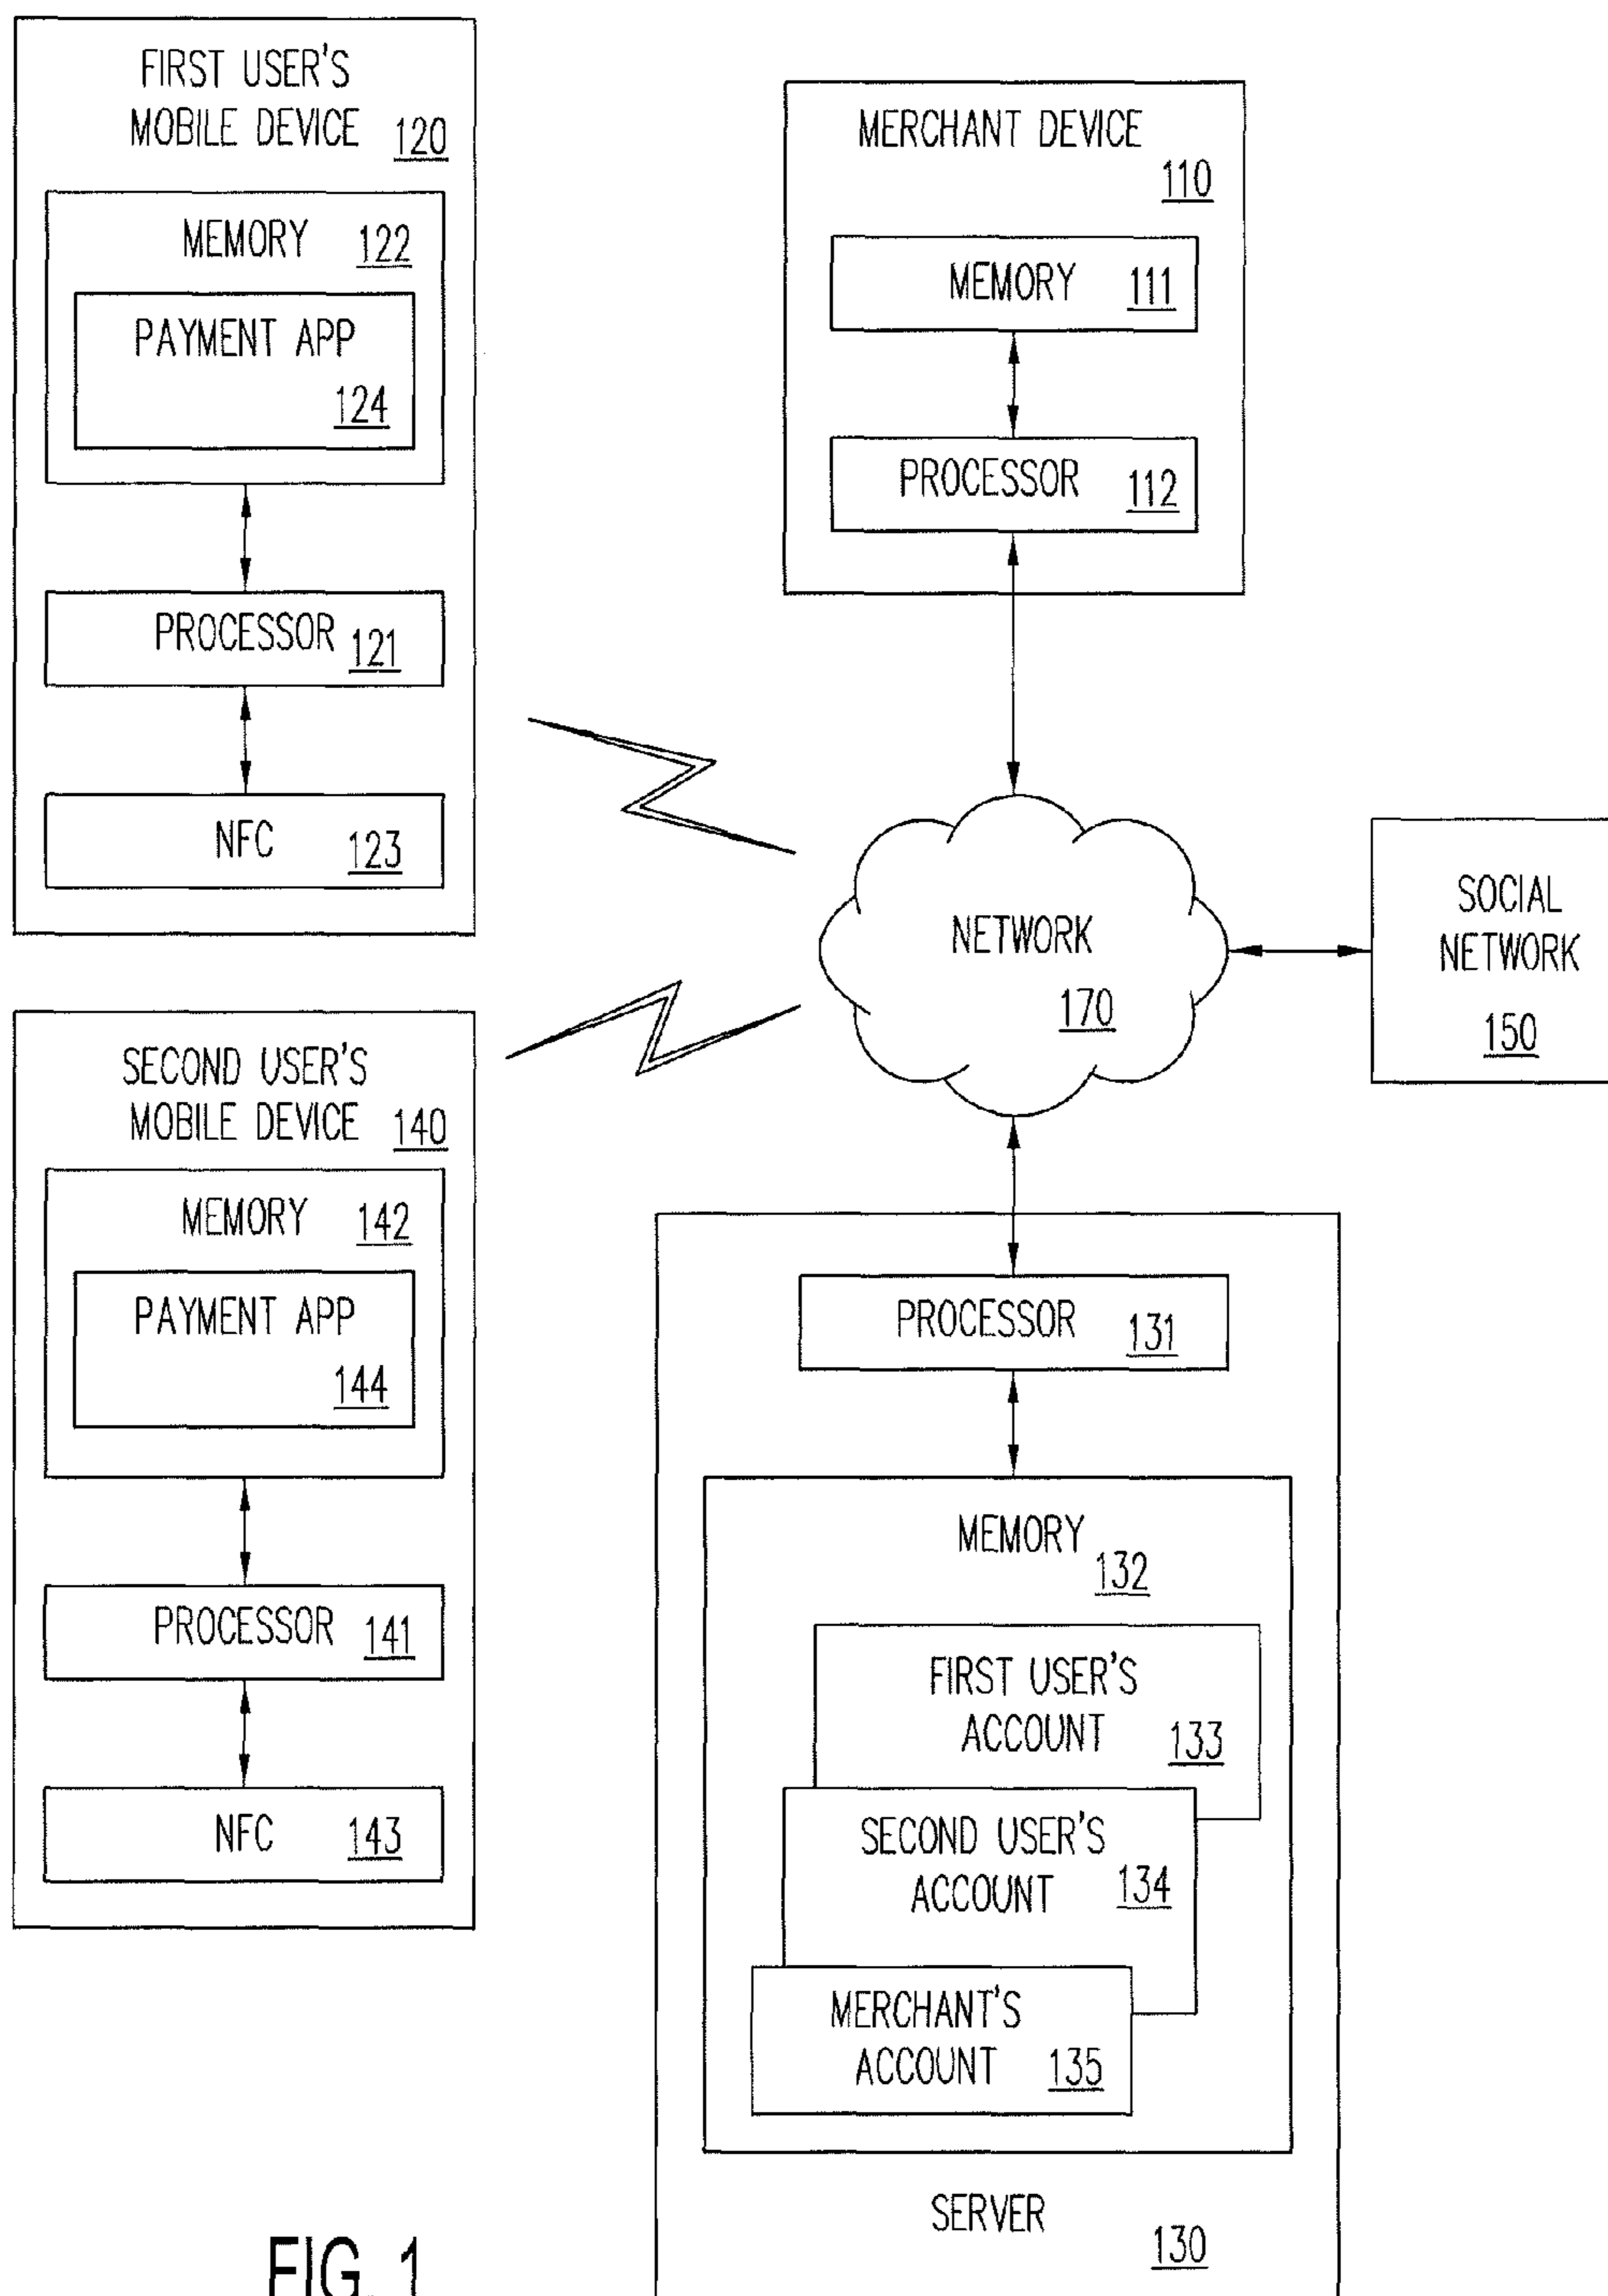 FIRST USER'S
MOBILE DEVICE 120
MEMORY 122
PAYMENT APP
124
PROCESSOR 121
NFC 123
MERCHANT DEVICE
110
MEMORY 111
PROCESSOR 112
NETWORK
170
SOCIAL
NETWORK
150
SECOND USER'S
MOBILE DEVICE 140
MEMORY 142
PAYMENT APP
144
PROCESSOR 141
NFC 143
PROCESSOR 131
MEMORY
132
FIRST USER'S
ACCOUNT 133
SECOND USER'S
ACCOUNT 134
MERCHANT'S
ACCOUNT 135
SERVER
130
FIG. 1